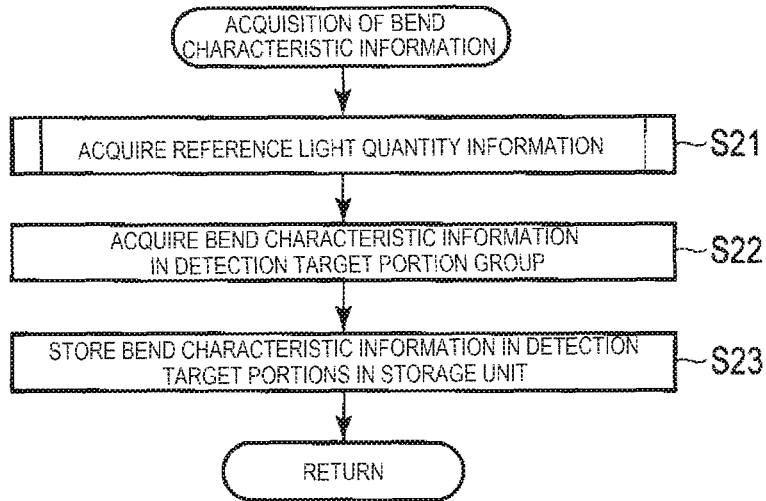 ACQUISITION OF BEND
CHARACTERISTIC INFORMATION
ACQUIRE REFERENCE LIGHT QUANTITY INFORMATION
S21
ACQUIRE BEND CHARACTERISTIC INFORMATION
IN DETECTION TARGET PORTION GROUP
S22
STORE BEND CHARACTERISTIC INFORMATION IN DETECTION
TARGET PORTIONS IN STORAGE UNIT
S23
RETURN